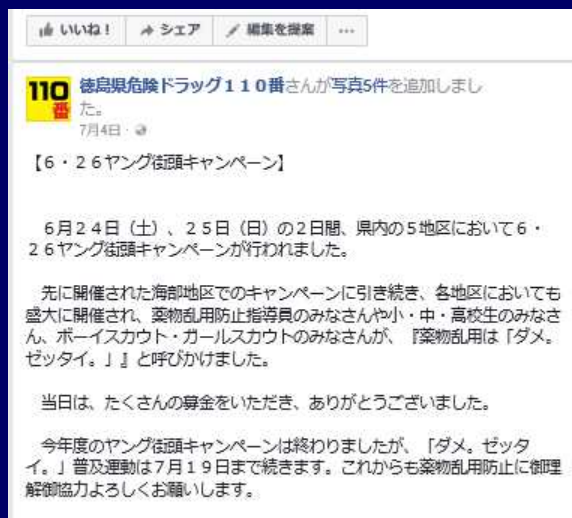 いいね！ シェア 編集を提案 …
110番
徳島県危険ドラッグ１１０番さんが写真5件を追加しまし
た。
7月4日 ·
【６・２６ヤング街頭キャンペーン】
６月２４日（土）、２５日（日）の２日間、県内の５地区において６・
２６ヤング街頭キャンペーンが行われました。
先に開催された海部地区でのキャンペーンに引き続き、各地区においても
盛大に開催され、薬物乱用防止指導員のみなさんや小・中・高校生のみなさ
ん、ボーイスカウト・ガールスカウトのみなさんが、『薬物乱用は「ダメ。
ゼッタイ。」』と呼びかけました。
当日は、たくさんの募金をいただき、ありがとうございました。
今年度のヤング街頭キャンペーンは終わりましたが、「ダメ。ゼッタ
イ。」普及運動は７月１９日まで続きます。これからも薬物乱用防止に御理
解御協力よろしくお願いします。